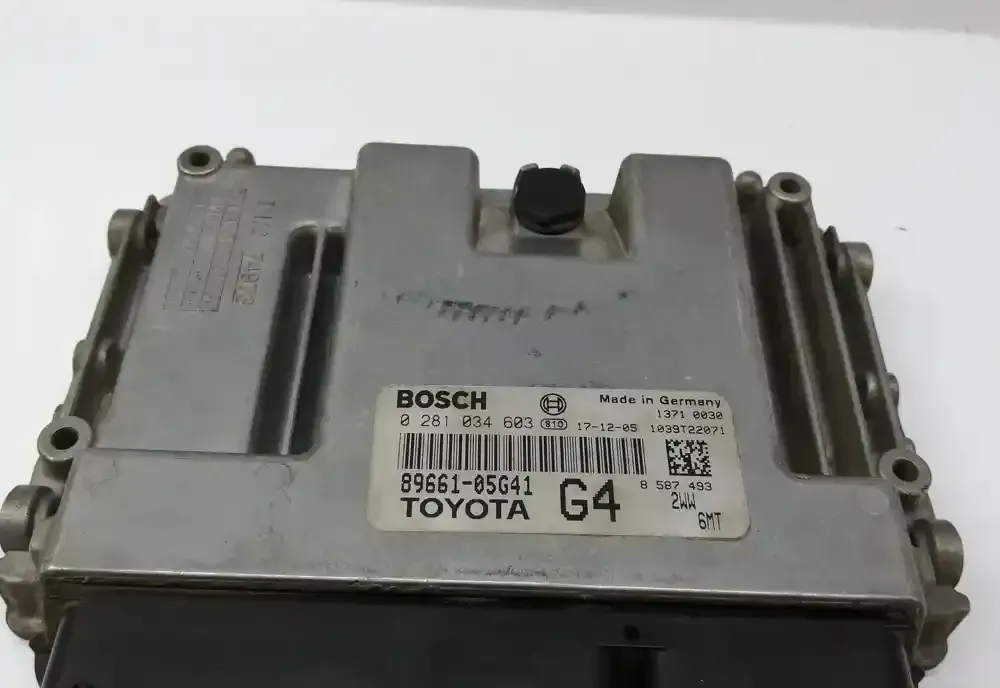 BOSCH Made in Germany
1371 0030
0 281 034 603 810 17-12-05 1039T22071
8 587 493
89661-05G41
TOYOTA G4 2WW
6MT